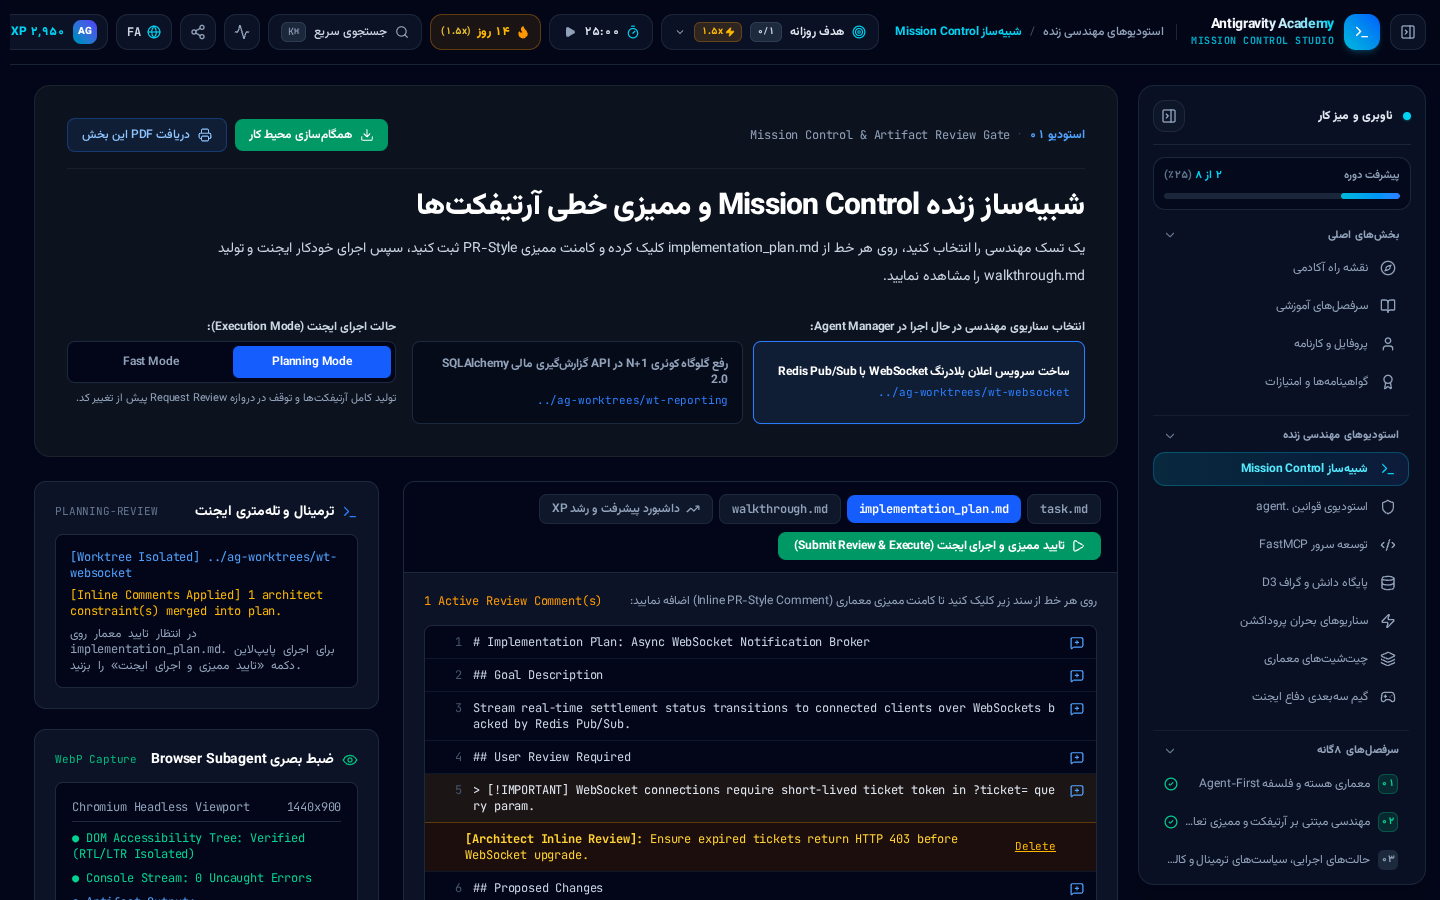 Antigravity Academy
MISSION CONTROL STUDIO
استودیوهای مهندسی زنده / شبیه‌ساز Mission Control
هدف روزانه ۰/۱ 1.5x
۲۵:۰۰
۱۴ روز (۱.۵x)
جستجوی سریع
FA
AG ۲,۹۵۰ XP
ناوبری و میز کار
پیشرفت دوره ۲ از ۸ (۲۵٪)
بخش‌های اصلی
نقشه راه آکادمی
سرفصل‌های آموزشی
پروفایل و کارنامه
گواهینامه‌ها و امتیازات
استودیوهای مهندسی زنده
شبیه‌ساز Mission Control
استودیوی قوانین .agent
توسعه سرور FastMCP
پایگاه دانش و گراف D3
سناریوهای بحران پروداکشن
چیت‌شیت‌های معماری
گیم سه‌بعدی دفاع ایجنت
سرفصل‌های ۸گانه
۰۱ معماری هسته و فلسفه Agent-First
۰۲ مهندسی مبتنی بر آرتیفکت و ممیزی تعا...
۰۳ حالت‌های اجرایی، سیاست‌های ترمینال و کال...
استودیو ۰۱ · Mission Control & Artifact Review Gate
همگام‌سازی محیط کار
دریافت PDF این بخش
شبیه‌ساز زنده Mission Control و ممیزی خطی آرتیفکت‌ها
یک تسک مهندسی را انتخاب کنید، روی هر خط از implementation_plan.md کلیک کرده و کامنت ممیزی PR-Style ثبت کنید، سپس اجرای خودکار ایجنت و تولید
walkthrough.md را مشاهده نمایید.
انتخاب سناریوی مهندسی در حال اجرا در Agent Manager:
ساخت سرویس اعلان بلادرنگ WebSocket با Redis Pub/Sub
../ag-worktrees/wt-websocket
رفع گلوگاه کوئری N+1 در API گزارش‌گیری مالی SQLAlchemy
2.0
../ag-worktrees/wt-reporting
حالت اجرای ایجنت (Execution Mode):
Planning Mode
Fast Mode
تولید کامل آرتیفکت‌ها و توقف در دروازه Request Review پیش از تغییر کد.
task.md
implementation_plan.md
walkthrough.md
داشبورد پیشرفت و رشد XP
تایید ممیزی و اجرای ایجنت (Submit Review & Execute)
روی هر خط از سند زیر کلیک کنید تا کامنت ممیزی معماری (Inline PR-Style Comment) اضافه نمایید:
1 Active Review Comment(s)
1 # Implementation Plan: Async WebSocket Notification Broker
2 ## Goal Description
3 Stream real-time settlement status transitions to connected clients over WebSockets b
acked by Redis Pub/Sub.
4 ## User Review Required
5 > [!IMPORTANT] WebSocket connections require short-lived ticket token in ?ticket= que
ry param.
[Architect Inline Review]: Ensure expired tickets return HTTP 403 before
WebSocket upgrade.
Delete
6 ## Proposed Changes
ترمینال و تله‌متری ایجنت
PLANNING-REVIEW
[Worktree Isolated] ../ag-worktrees/wt-
websocket
[Inline Comments Applied] 1 architect
constraint(s) merged into plan.
در انتظار تایید معمار روی
implementation_plan.md. برای اجرای پایپ‌لاین
دکمه «تایید ممیزی و اجرای ایجنت» را بزنید.
ضبط بصری Browser Subagent
WebP Capture
Chromium Headless Viewport 1440x900
● DOM Accessibility Tree: Verified
(RTL/LTR Isolated)
● Console Stream: 0 Uncaught Errors